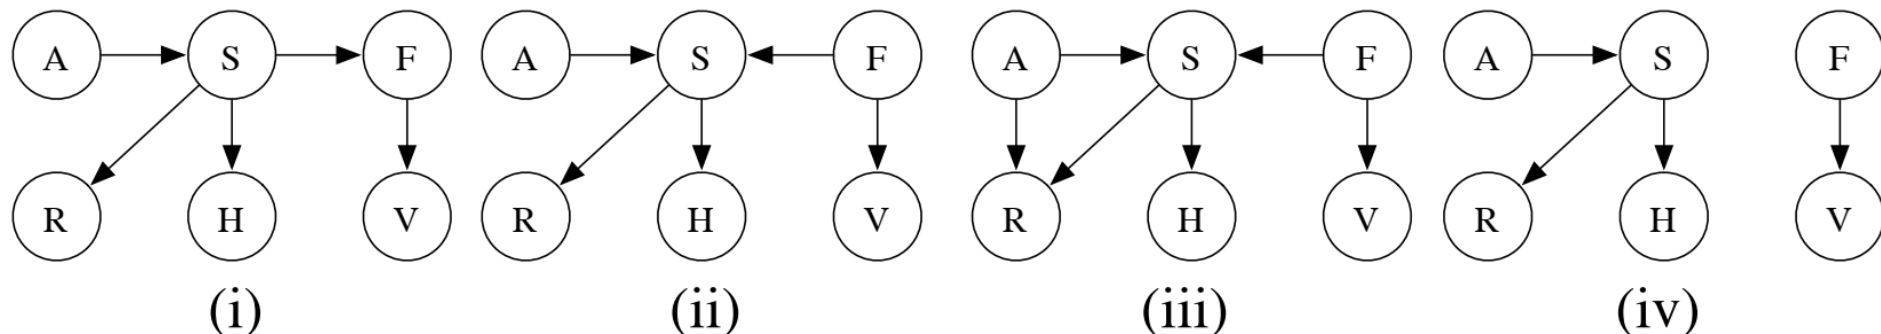 A S F A S F A S F A S F
R H V R H V R H V R H V
(i) (ii) (iii) (iv)